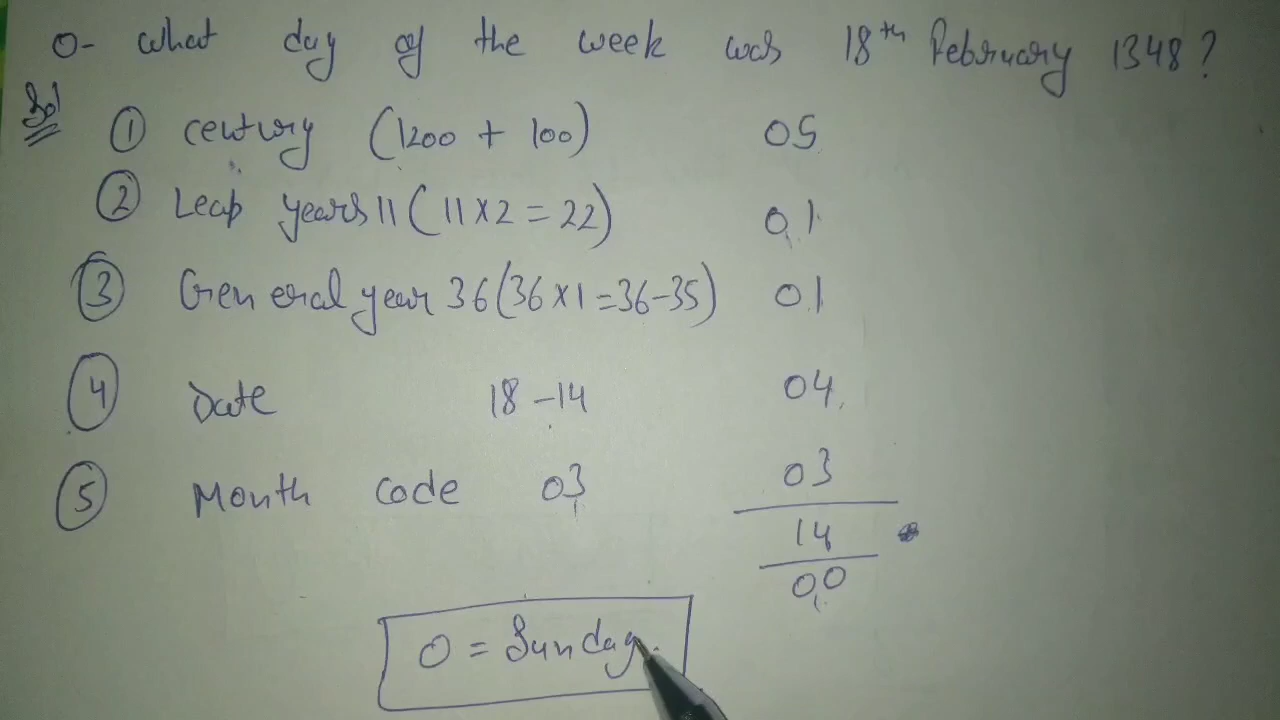 0- what day of the week was 18th February 1348?
Sol
① century (1200 + 100) 05
② Leap years 11 (11×2=22) 01
③ General year 36 (36×1=36-35) 01
④ Date 18-14 04
⑤ Month code 03 03
14
00
0 = Sunday